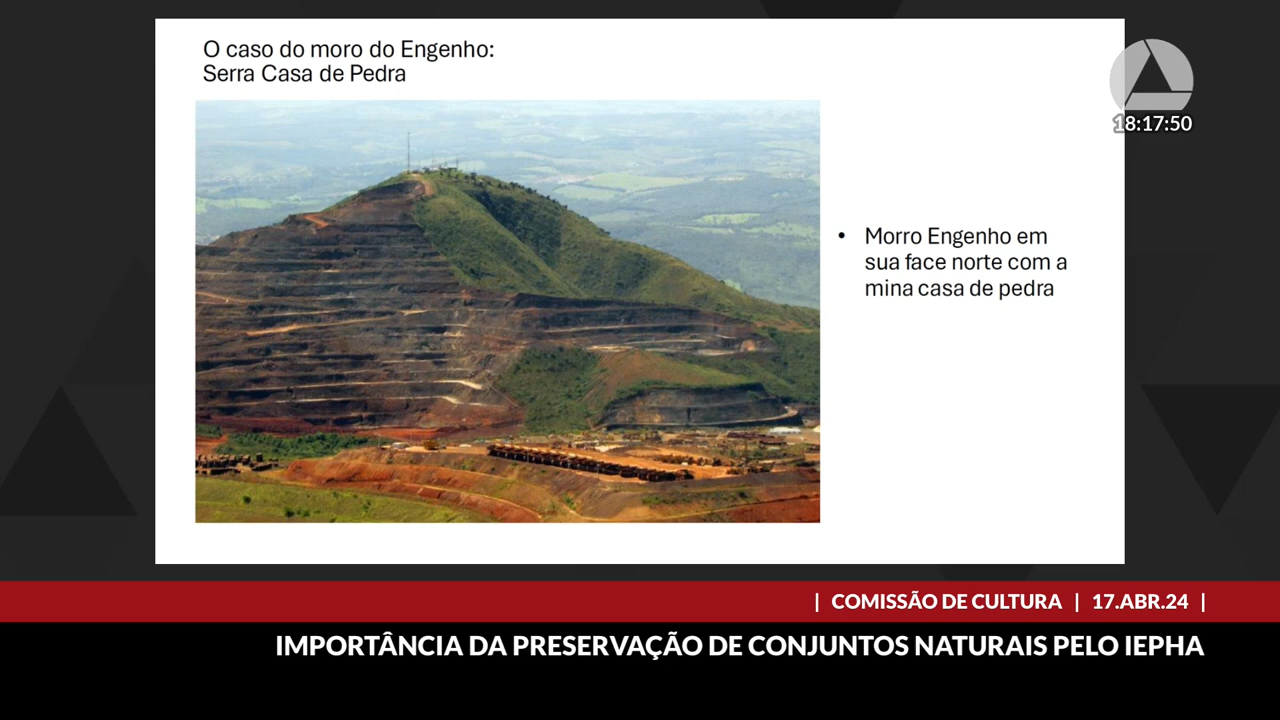 O caso do moro do Engenho:
Serra Casa de Pedra
18:17:50
• Morro Engenho em
sua face norte com a
mina casa de pedra
| COMISSÃO DE CULTURA | 17.ABR.24 |
IMPORTÂNCIA DA PRESERVAÇÃO DE CONJUNTOS NATURAIS PELO IEPHA